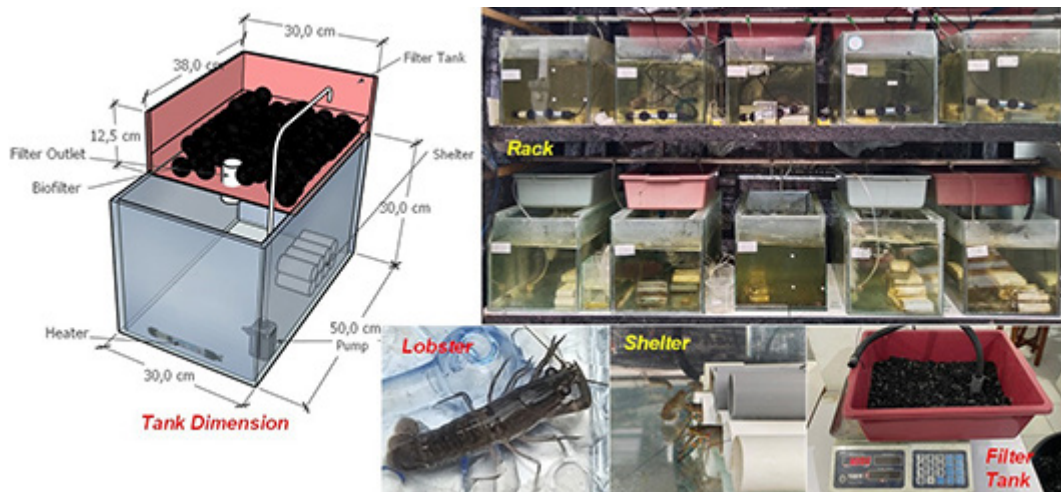 30,0 cm
Filter Tank
38,0 cm
12,5 cm
Filter Outlet
Biofilter
Shelter
30,0 cm
Heater
50,0 cm
Pump
30,0 cm
Tank Dimension
Rack
Lobster
Shelter
Filter
Tank